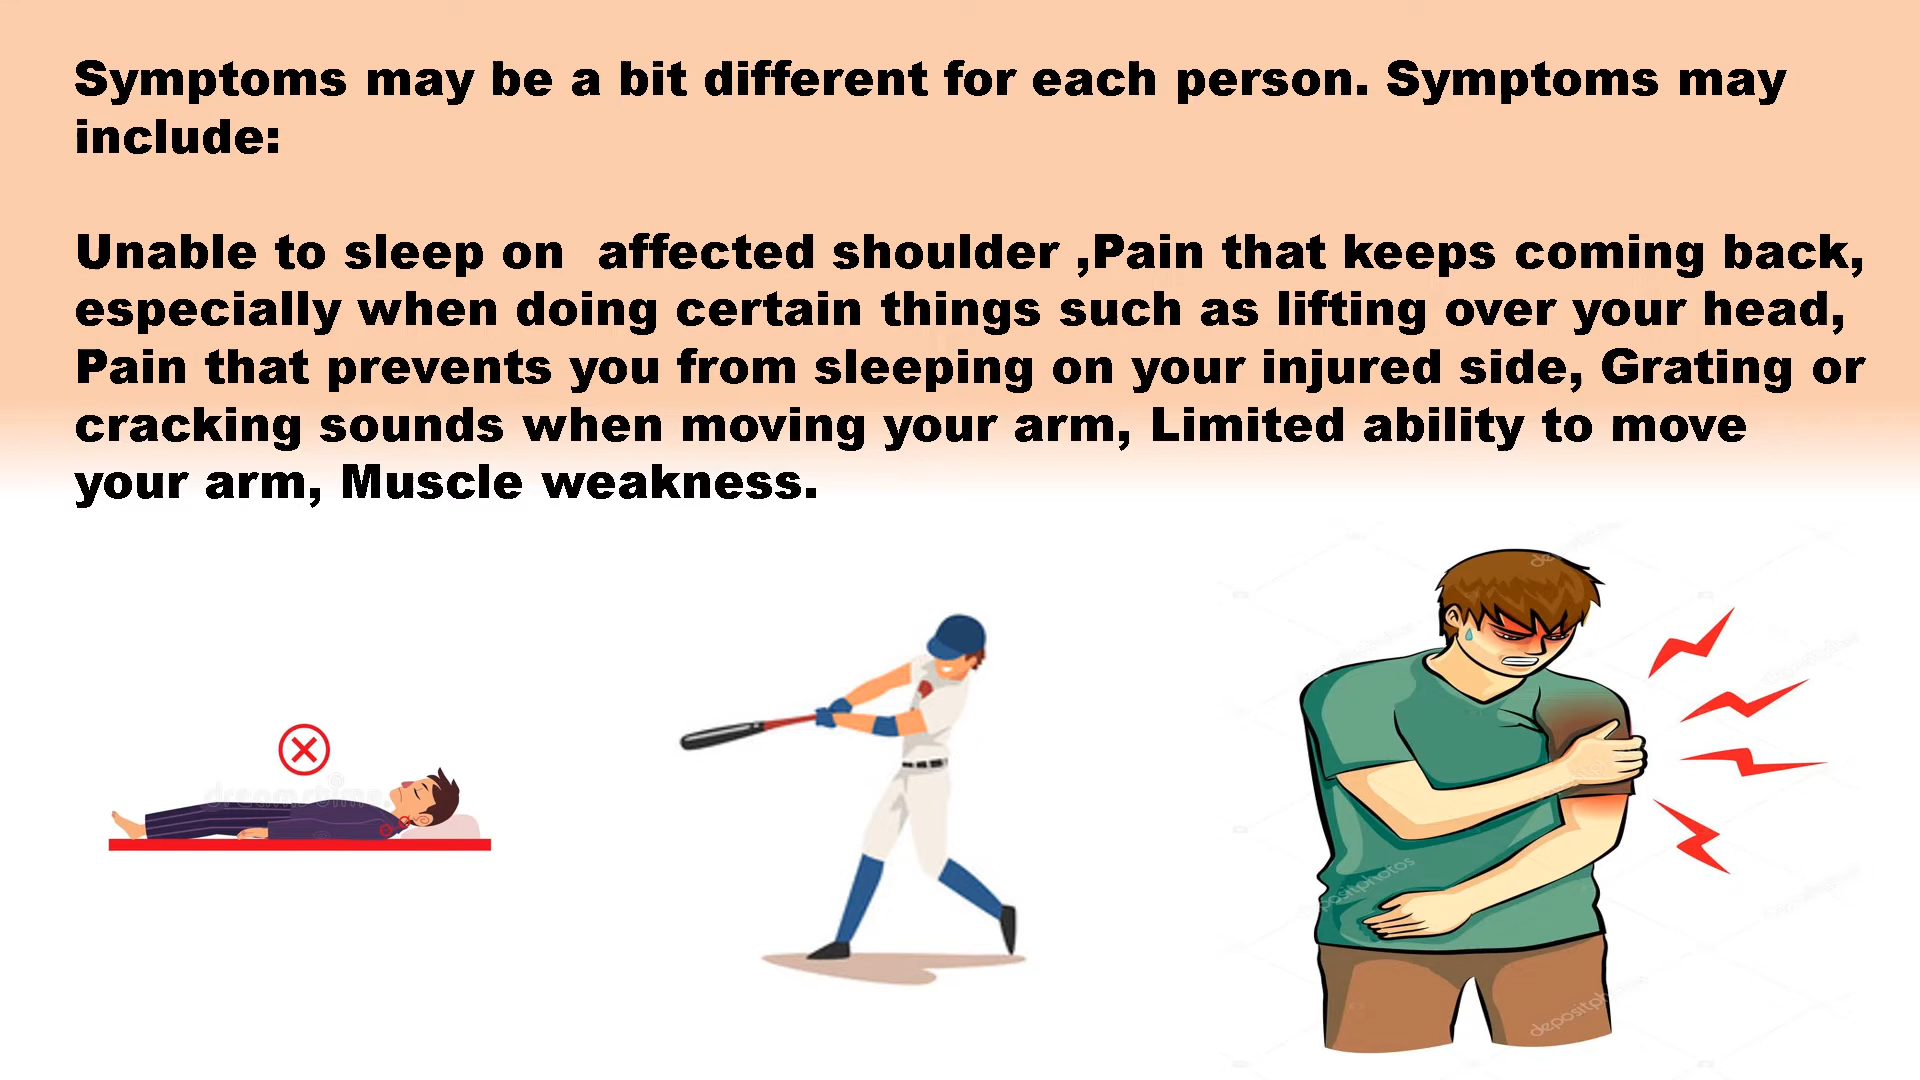 Symptoms may be a bit different for each person. Symptoms may
include:
Unable to sleep on  affected shoulder ,Pain that keeps coming back,
especially when doing certain things such as lifting over your head,
Pain that prevents you from sleeping on your injured side, Grating or
cracking sounds when moving your arm, Limited ability to move
your arm, Muscle weakness.
dreamstime
depositphotos
depositphotos